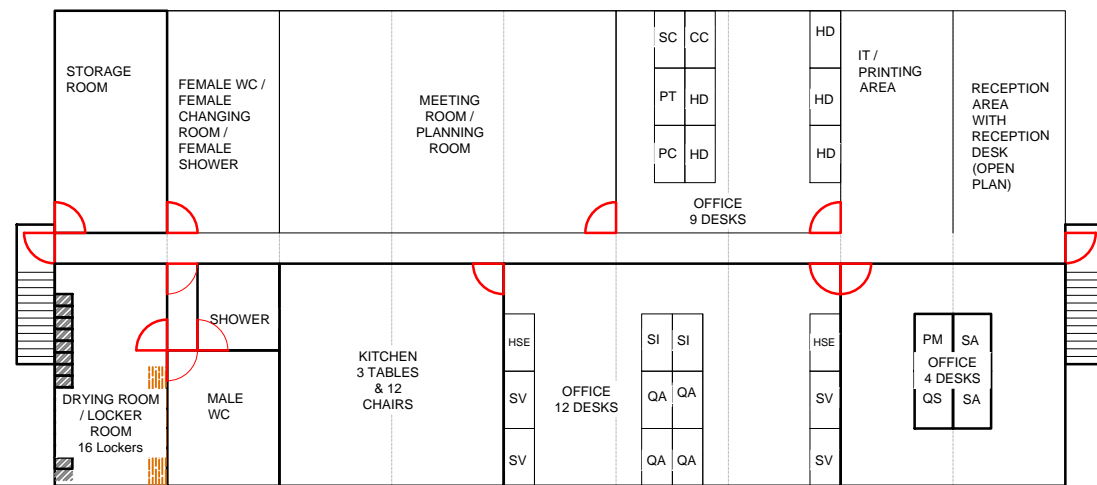 STORAGE
ROOM
FEMALE WC /
FEMALE
CHANGING
ROOM /
FEMALE
SHOWER
MEETING
ROOM /
PLANNING
ROOM
SC CC
PT HD
PC HD
OFFICE
9 DESKS
HD
HD
HD
IT /
PRINTING
AREA
RECEPTION
AREA
WITH
RECEPTION
DESK
(OPEN
PLAN)
DRYING ROOM
/ LOCKER
ROOM
16 Lockers
SHOWER
MALE
WC
KITCHEN
3 TABLES
& 12
CHAIRS
HSE
SV
SV
OFFICE
12 DESKS
SI SI
QA QA
QA QA
HSE
SV
SV
PM SA
OFFICE
4 DESKS
QS SA